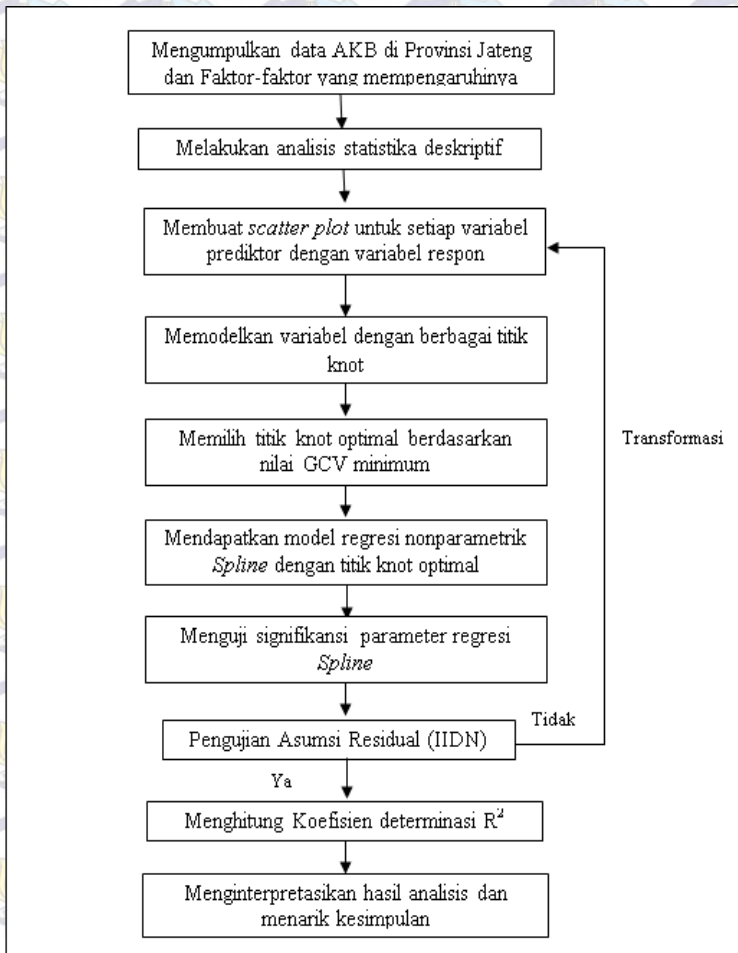 Mengumpulkan data AKB di Provinsi Jateng
dan Faktor-faktor yang mempengaruhinya
Melakukan analisis statistika deskriptif
Membuat scatter plot untuk setiap variabel
prediktor dengan variabel respon
Memodelkan variabel dengan berbagai titik
knot
Memilih titik knot optimal berdasarkan
nilai GCV minimum
Transformasi
Mendapatkan model regresi nonparametrik
Spline dengan titik knot optimal
Menguji signifikansi parameter regresi
Spline
Tidak
Pengujian Asumsi Residual (IIDN)
Ya
Menghitung Koefisien determinasi R²
Menginterpretasikan hasil analisis dan
menarik kesimpulan